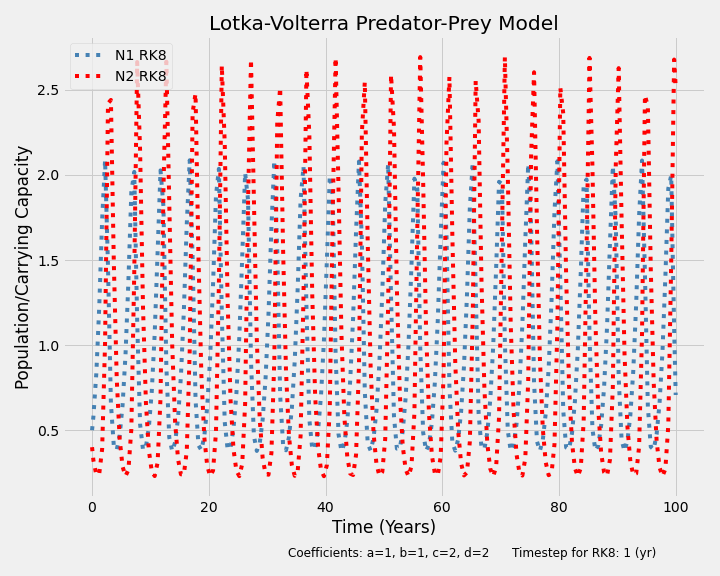 Lotka-Volterra Predator-Prey Model
N1 RK8
N2 RK8
Population/Carrying Capacity
2.5
2.0
1.5
1.0
0.5
0 20 40 60 80 100
Time (Years)
Coefficients: a=1, b=1, c=2, d=2 Timestep for RK8: 1 (yr)